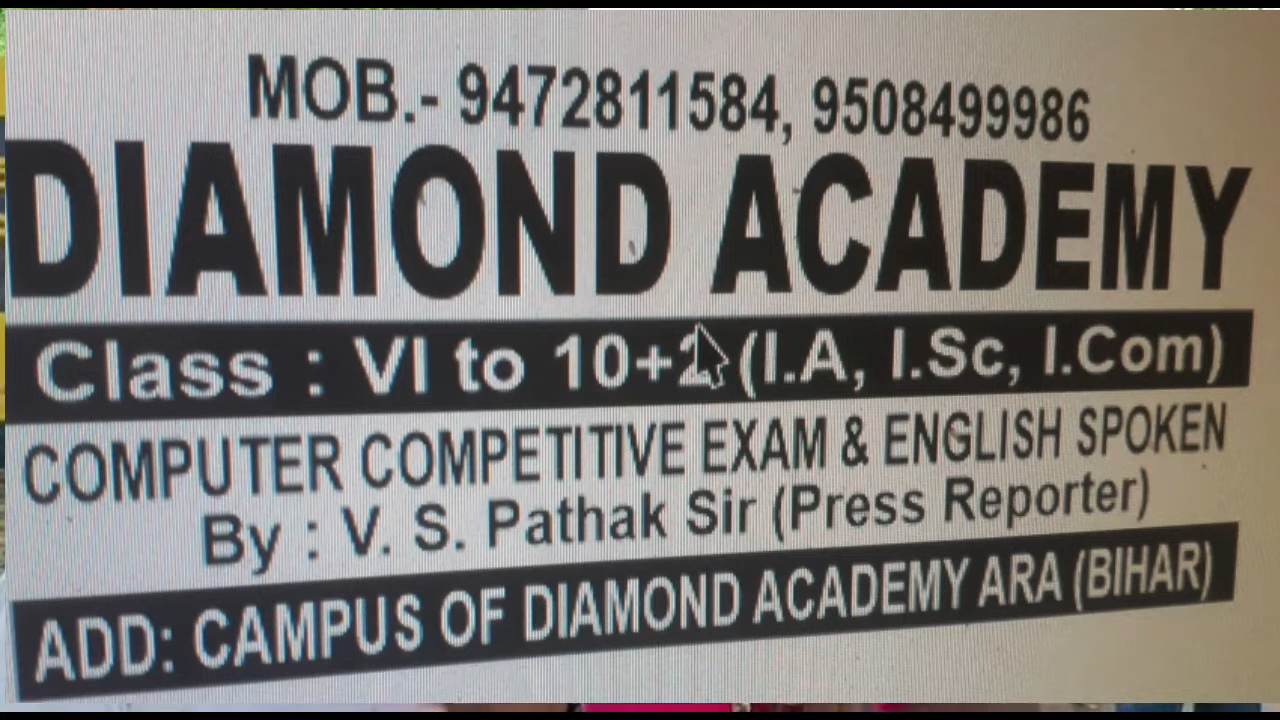 MOB.- 9472811584, 9508499986
DIAMOND ACADEMY
Class : VI to 10+2 (I.A, I.Sc, I.Com)
COMPUTER COMPETITIVE EXAM & ENGLISH SPOKEN
By : V. S. Pathak Sir (Press Reporter)
ADD: CAMPUS OF DIAMOND ACADEMY ARA (BIHAR)